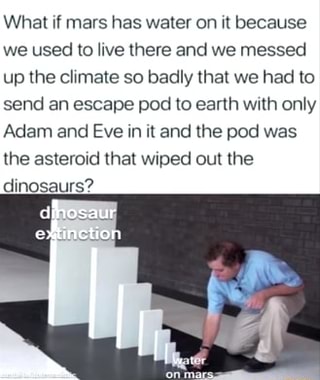 What if mars has water on it because
we used to live there and we messed
up the climate so badly that we had to
send an escape pod to earth with only
Adam and Eve in it and the pod was
the asteroid that wiped out the
dinosaurs?
dinosaur
extinction
water
on mars